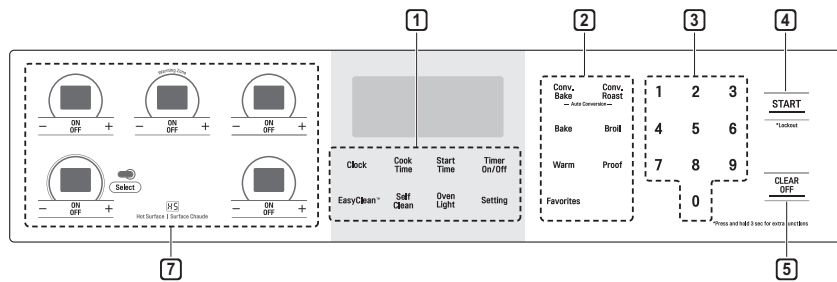 1
2
3
4
Warming Zone
ON
OFF
- +
ON
OFF
- +
ON
OFF
- +
Select
ON
OFF
- +
HS
Hot Surface | Surface Chaude
ON
OFF
- +
Clock Cook Time Start Time Timer On/Off
EasyClean* Self Clean Oven Light Setting
Conv. Bake Conv. Roast
Auto Conversion
Bake Broil
Warm Proof
Favorites
1 2 3
4 5 6
7 8 9
0
START
*Lockout
CLEAR
OFF
*Press and hold 3 sec for extra functions
7
5